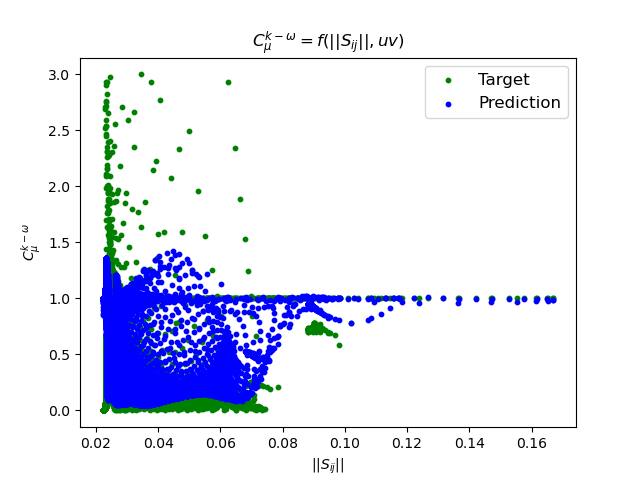 $C_{\mu}^{k-\omega} = f(||S_{ij}||, uv)$
Target
Prediction
3.0
2.5
2.0
1.5
1.0
0.5
0.0
$C_{\mu}^{k-\omega}$
0.02 0.04 0.06 0.08 0.10 0.12 0.14 0.16
$||S_{ij}||$